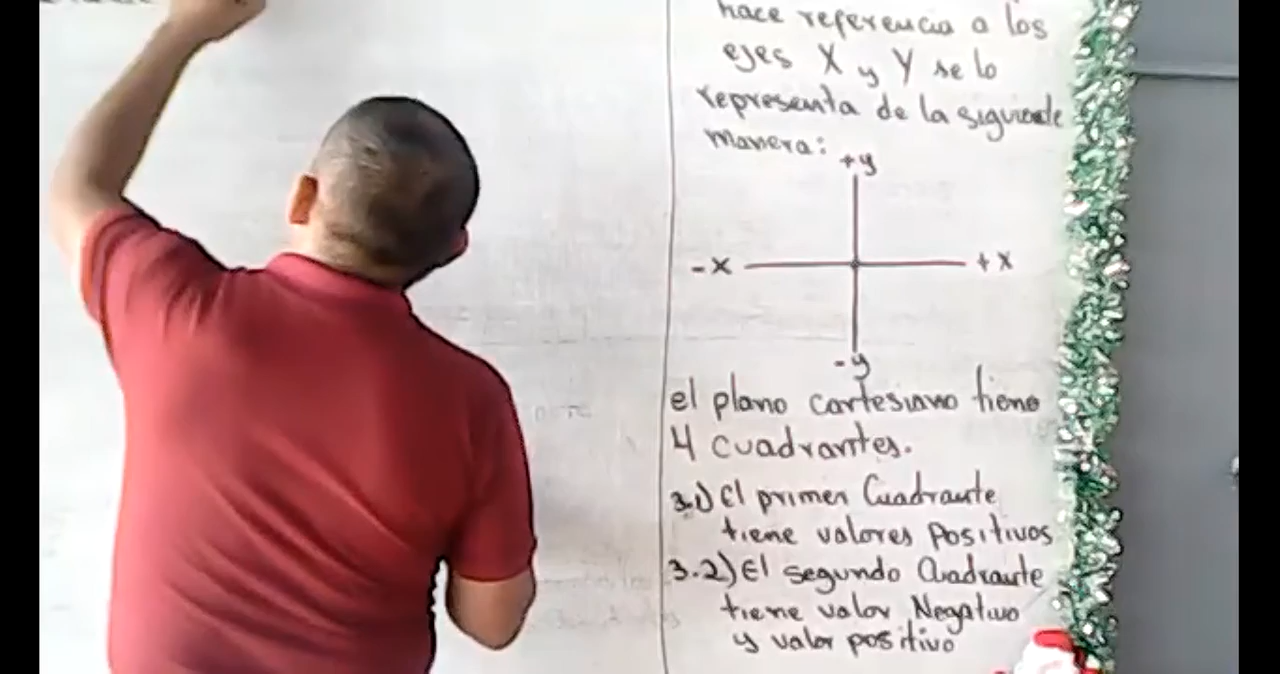 hace referencia a los
ejes X y Y se lo
representa de la siguiente
manera:
+y
-x +x
-y
el plano cartesiano tiene
4 cuadrantes.
3.1) El primer Cuadrante
tiene valores Positivos
3.2) El segundo Cuadrante
tiene valor Negativo
y valor positivo